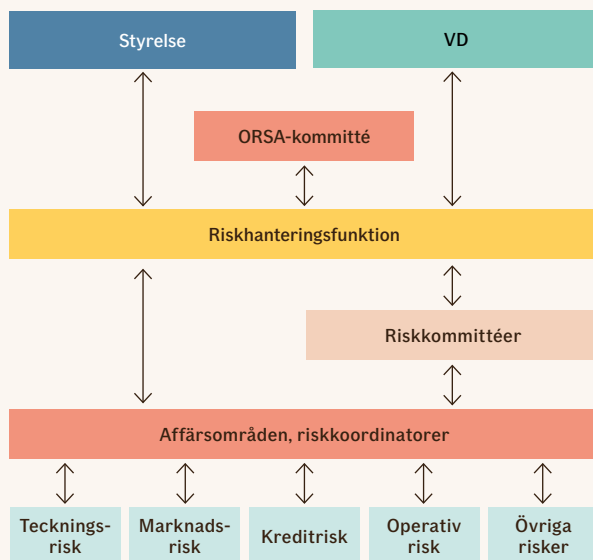 Styrelse
VD
ORSA-kommitté
Riskhanteringsfunktion
Riskkommittéer
Affärsområden, riskkoordinatorer
Tecknings-
risk
Marknads-
risk
Kreditrisk
Operativ
risk
Övriga
risker